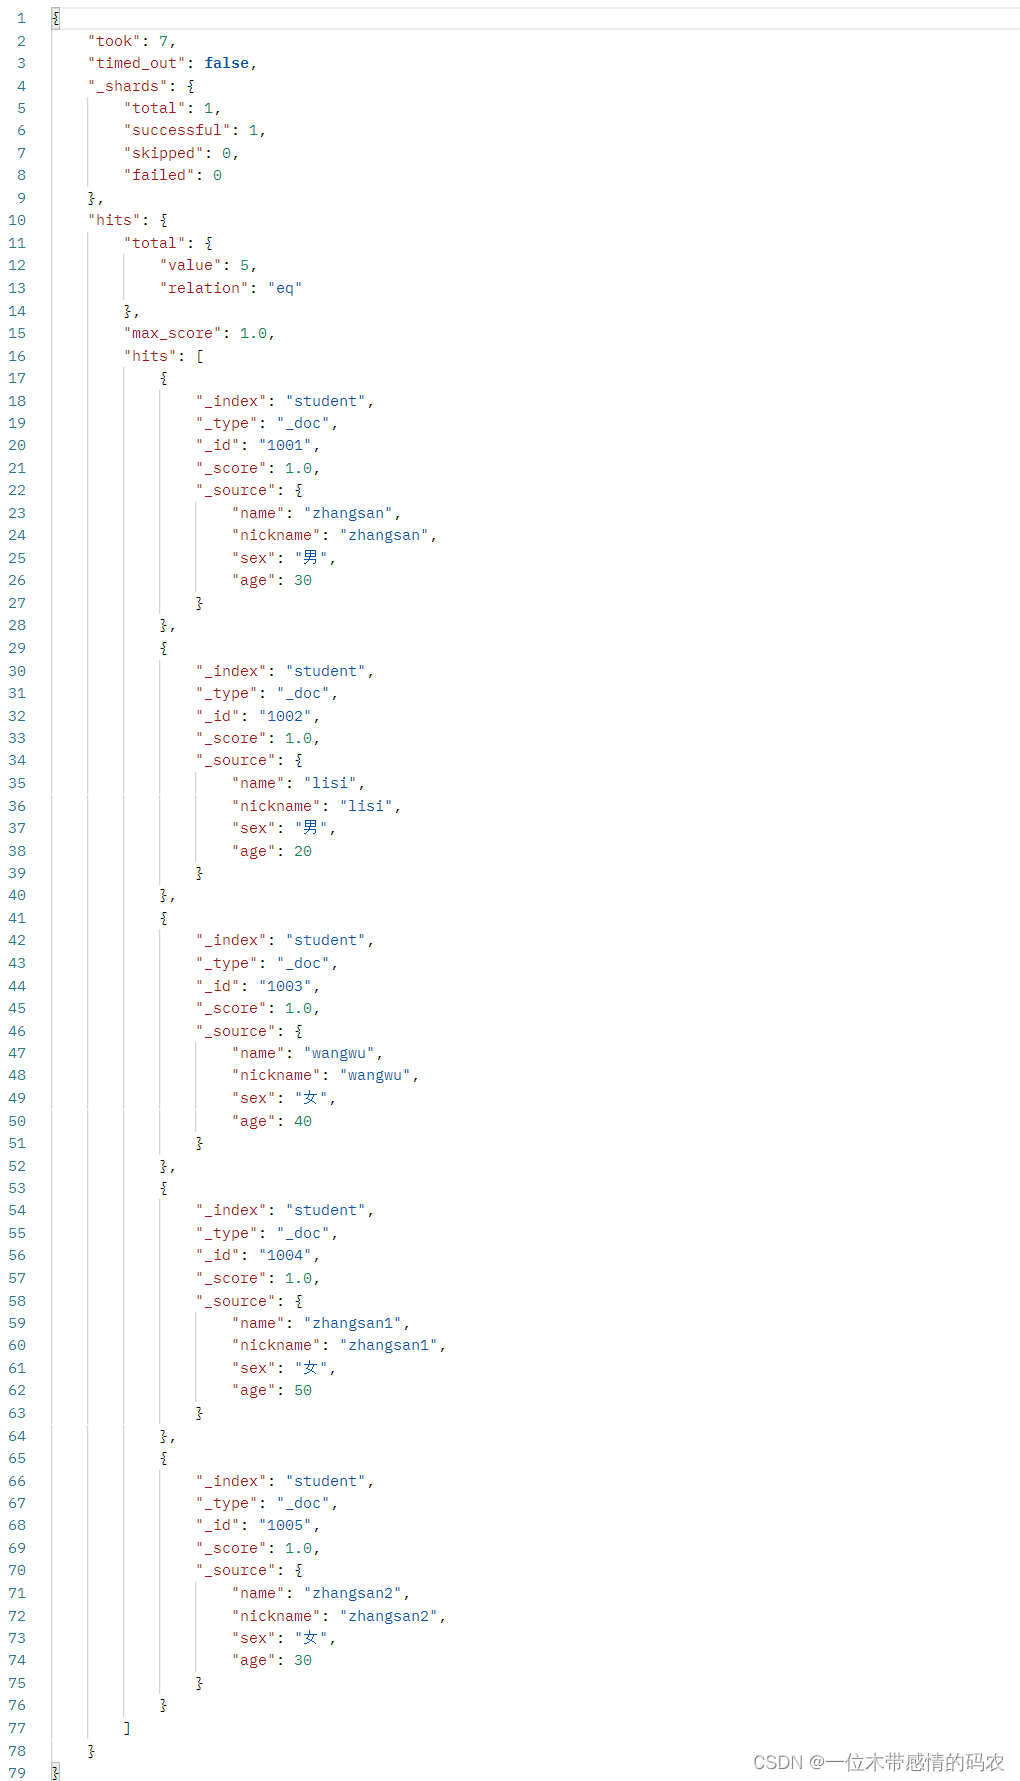 1 {
2     "took": 7,
3     "timed_out": false,
4     "_shards": {
5         "total": 1,
6         "successful": 1,
7         "skipped": 0,
8         "failed": 0
9     },
10     "hits": {
11         "total": {
12             "value": 5,
13             "relation": "eq"
14         },
15         "max_score": 1.0,
16         "hits": [
17             {
18                 "_index": "student",
19                 "_type": "_doc",
20                 "_id": "1001",
21                 "_score": 1.0,
22                 "_source": {
23                     "name": "zhangsan",
24                     "nickname": "zhangsan",
25                     "sex": "男",
26                     "age": 30
27                 }
28             },
29             {
30                 "_index": "student",
31                 "_type": "_doc",
32                 "_id": "1002",
33                 "_score": 1.0,
34                 "_source": {
35                     "name": "lisi",
36                     "nickname": "lisi",
37                     "sex": "男",
38                     "age": 20
39                 }
40             },
41             {
42                 "_index": "student",
43                 "_type": "_doc",
44                 "_id": "1003",
45                 "_score": 1.0,
46                 "_source": {
47                     "name": "wangwu",
48                     "nickname": "wangwu",
49                     "sex": "女",
50                     "age": 40
51                 }
52             },
53             {
54                 "_index": "student",
55                 "_type": "_doc",
56                 "_id": "1004",
57                 "_score": 1.0,
58                 "_source": {
59                     "name": "zhangsan1",
60                     "nickname": "zhangsan1",
61                     "sex": "女",
62                     "age": 50
63                 }
64             },
65             {
66                 "_index": "student",
67                 "_type": "_doc",
68                 "_id": "1005",
69                 "_score": 1.0,
70                 "_source": {
71                     "name": "zhangsan2",
72                     "nickname": "zhangsan2",
73                     "sex": "女",
74                     "age": 30
75                 }
76             }
77         ]
78     }
79 }
CSDN @一位木带感情的码农